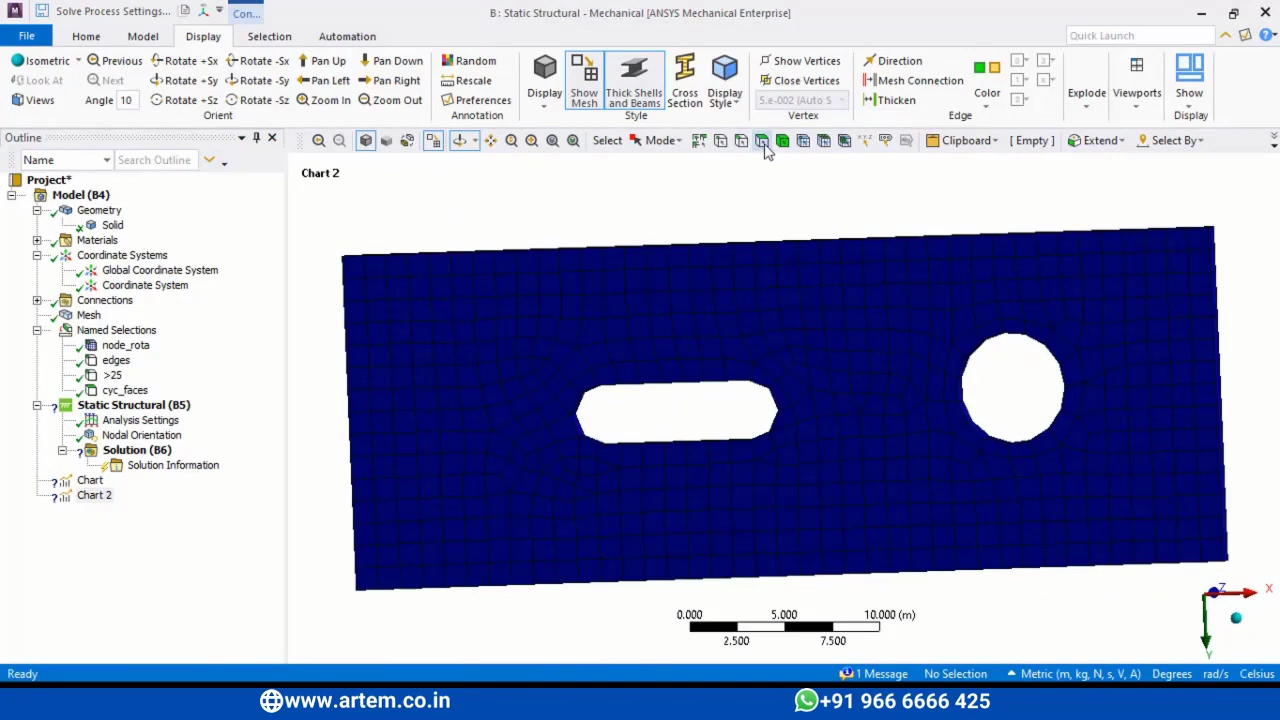 Solve Process Settings...
Con...
B : Static Structural - Mechanical [ANSYS Mechanical Enterprise]
File
Home
Model
Display
Selection
Automation
Quick Launch
Isometric
Previous
Rotate +Sx
Rotate -Sx
Pan Up
Pan Down
Random
Show Vertices
Direction
Look At
Next
Rotate +Sy
Rotate -Sy
Pan Left
Pan Right
Rescale
Close Vertices
Mesh Connection
Views
Angle 10
Rotate +Sz
Rotate -Sz
Zoom In
Zoom Out
Preferences
5.e-002 (Auto S
Thicken
Display
Show Mesh
Thick Shells and Beams
Cross Section
Display Style
Color
Explode
Viewports
Show
Orient
Annotation
Style
Vertex
Edge
Display
Outline
Select
Mode
Clipboard
[ Empty ]
Extend
Select By
Name
Search Outline
Chart 2
Project*
Model (B4)
Geometry
Solid
Materials
Coordinate Systems
Global Coordinate System
Coordinate System
Connections
Mesh
Named Selections
node_rota
edges
>25
cyc_faces
Static Structural (B5)
Analysis Settings
Nodal Orientation
Solution (B6)
Solution Information
Chart
Chart 2
0.000
5.000
10.000 (m)
2.500
7.500
Z
X
Y
Ready
1 Message
No Selection
Metric (m, kg, N, s, V, A)
Degrees
rad/s
Celsius
www.artem.co.in
+91 966 6666 425